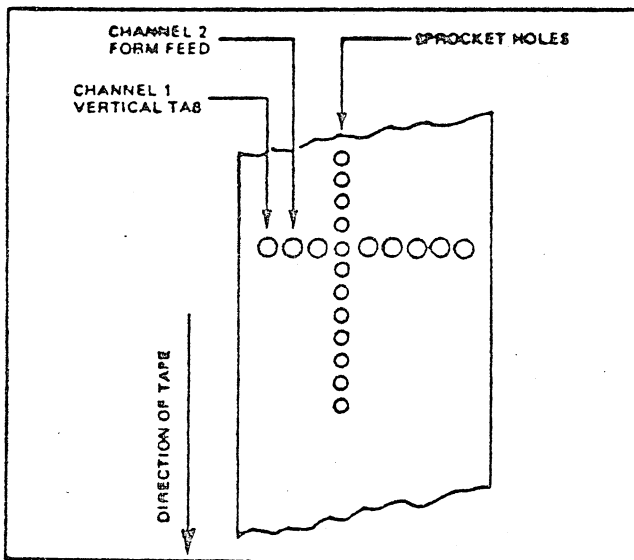 CHANNEL 2
FORM FEED
SPROCKET HOLES
CHANNEL 1
VERTICAL TAB
DIRECTION OF TAPE